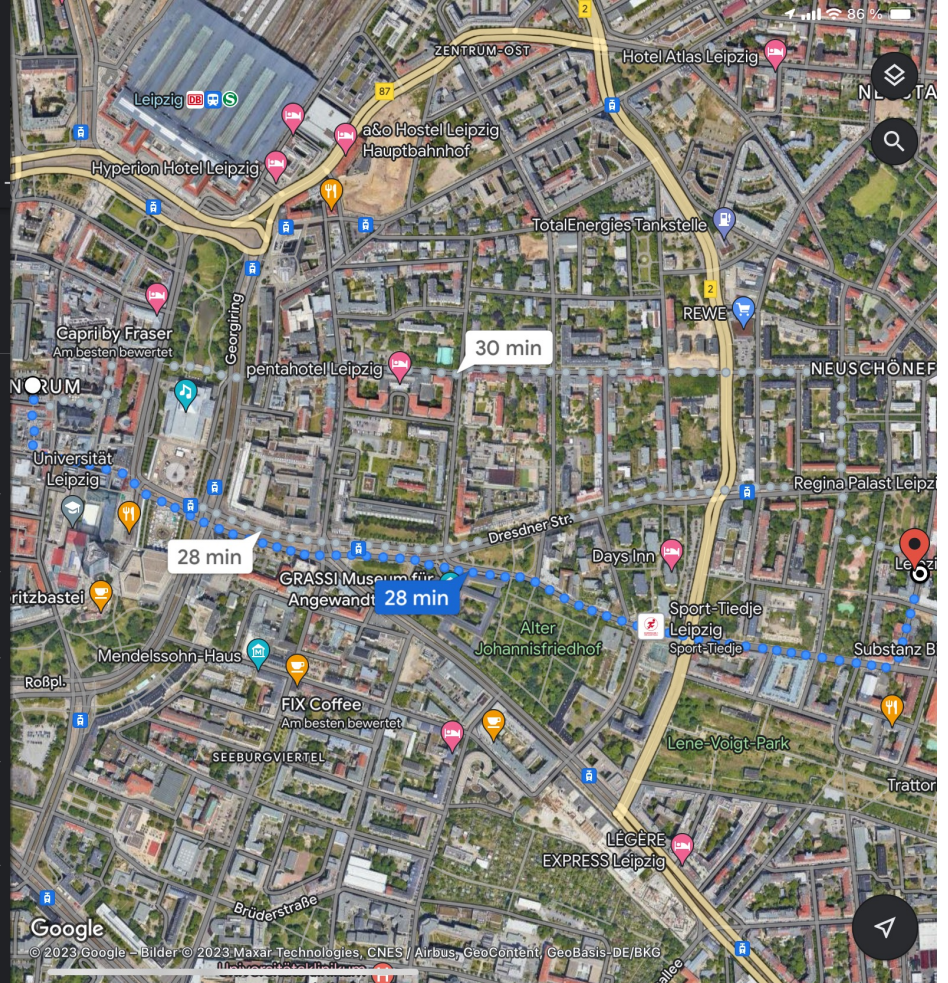 86 %
2
ZENTRUM-OST
Hotel Atlas Leipzig
87
Leipzig DB S
a&o Hostel Leipzig
Hauptbahnhof
Hyperion Hotel Leipzig
TotalEnergies Tankstelle
2
Georgiring
REWE
Capri by Fraser
Am besten bewertet
30 min
pentahotel Leipzig
NEUSCHÖNEF
Universität
Leipzig
Regina Palast Leipzi
Dresdner Str.
28 min
Days Inn
GRASSI Museum für
Angewandt
28 min
ritzbastei
Sport-Tiedje
Leipzig
Sport-Tiedje
Alter
Johannisfriedhof
Mendelssohn-Haus
Substanz B
Roßpl.
FIX Coffee
Am besten bewertet
Lene-Voigt-Park
SEEBURGVIERTEL
Trattor
LÉGÈRE
EXPRESS Leipzig
Brüderstraße
Google
© 2023 Google – Bilder © 2023 Maxar Technologies, CNES / Airbus, GeoContent, GeoBasis-DE/BKG
Universitätsklinikum
allee